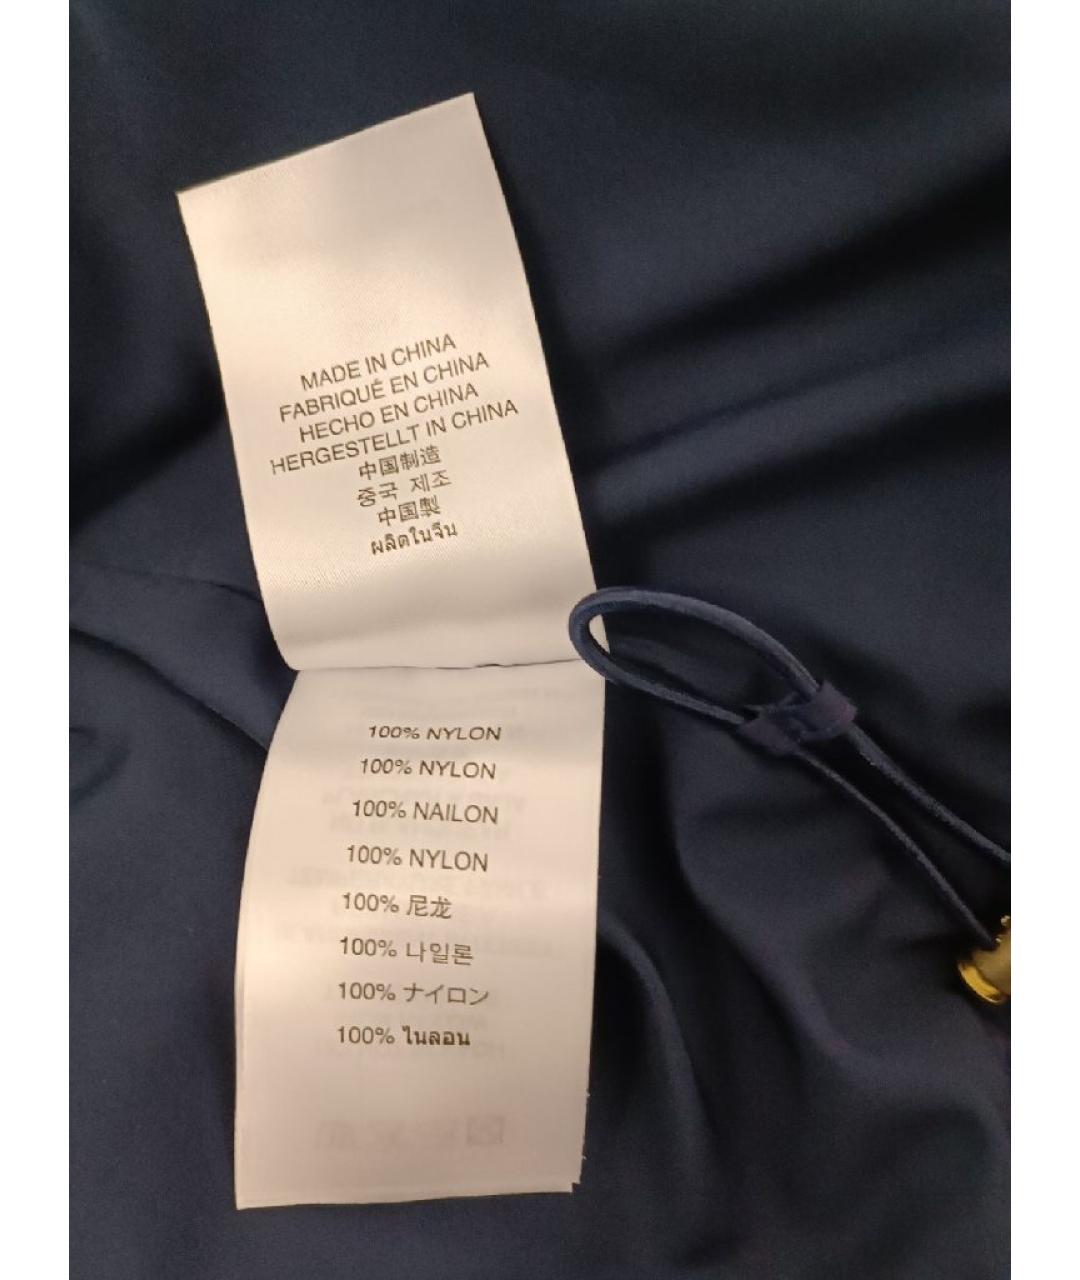 MADE IN CHINA
FABRIQUÉ EN CHINA
HECHO EN CHINA
HERGESTELLT IN CHINA
中国制造
중국 제조
中国製
ผลิตในจีน
100% NYLON
100% NYLON
100% NAILON
100% NYLON
100% 尼龙
100% 나일론
100% ナイロン
100% ไนลอน